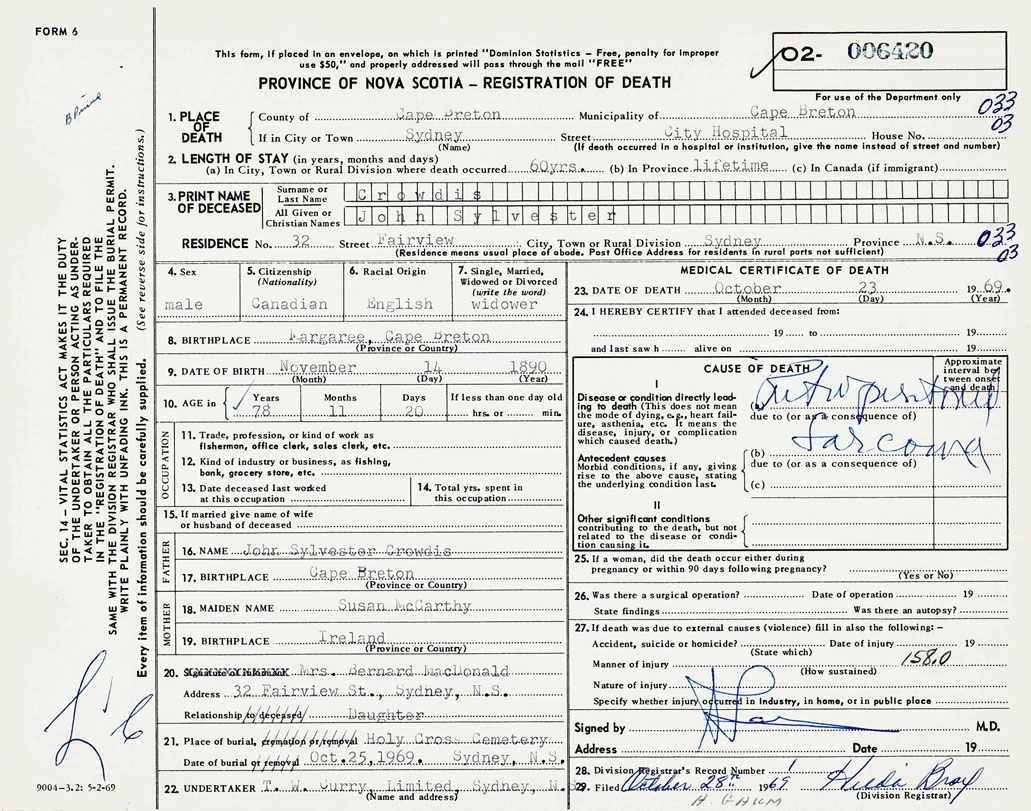 FORM 6
This form, if placed in an envelope, on which is printed "Dominion Statistics – Free, penalty for improper
use $50," and properly addressed will pass through the mail "FREE"
PROVINCE OF NOVA SCOTIA – REGISTRATION OF DEATH
O2- 006420
For use of the Department only
SEC. 14 – VITAL STATISTICS ACT MAKES IT THE DUTY
OF THE UNDERTAKER OR PERSON ACTING AS UNDER-
TAKER TO OBTAIN ALL THE PARTICULARS REQUIRED
IN THE "REGISTRATION OF DEATH" AND TO FILE THE
SAME WITH THE DIVISION REGISTRAR WHO SHALL ISSUE THE BURIAL PERMIT.
WRITE PLAINLY WITH UNFADING INK. THIS IS A PERMANENT RECORD.
Every item of information should be carefully supplied. (See reverse side for instructions.)
1. PLACE OF DEATH
County of Cape Breton Municipality of Cape Breton 033
If in City or Town Sydney Street City Hospital House No. 03
(Name) (If death occurred in a hospital or institution, give the name instead of street and number)
2. LENGTH OF STAY (in years, months and days)
(a) In City, Town or Rural Division where death occurred 60yrs. (b) In Province lifetime (c) In Canada (if immigrant)
3. PRINT NAME OF DECEASED
Surname or Last Name Crowdis
All Given or Christian Names John Sylvester
RESIDENCE No. 32 Street Fairview City, Town or Rural Division Sydney Province N.S. 033
(Residence means usual place of abode. Post Office Address for residents in rural parts not sufficient) 03
4. Sex
male
5. Citizenship (Nationality)
Canadian
6. Racial Origin
English
7. Single, Married, Widowed or Divorced (write the word)
widower
8. BIRTHPLACE Margaree, Cape Breton
(Province or Country)
9. DATE OF BIRTH November 14 1890
(Month) (Day) (Year)
10. AGE in Years Months Days If less than one day old
78 11 20 hrs. or min.
OCCUPATION
11. Trade, profession, or kind of work as
fisherman, office clerk, sales clerk, etc.
12. Kind of industry or business, as fishing,
bank, grocery store, etc.
13. Date deceased last worked
at this occupation
14. Total yrs. spent in
this occupation
15. If married give name of wife
or husband of deceased
FATHER
16. NAME John Sylvester Crowdis
17. BIRTHPLACE Cape Breton
(Province or Country)
MOTHER
18. MAIDEN NAME Susan McCarthy
19. BIRTHPLACE Ireland
(Province or Country)
20. Signature of Informant Mrs. Bernard MacDonald
Address 32 Fairview St., Sydney, N.S.
Relationship to deceased Daughter
21. Place of burial, cremation or removal Holy Cross Cemetery
Date of burial or removal Oct.25,1969. Sydney, N.S.
22. UNDERTAKER T. W. Curry, Limited, Sydney, N.S.
(Name and address)
9004-3.2: 5-2-69
MEDICAL CERTIFICATE OF DEATH
23. DATE OF DEATH October 23 1969.
(Month) (Day) (Year)
24. I HEREBY CERTIFY that I attended deceased from:
19 to 19
and last saw h alive on 19
CAUSE OF DEATH
Approximate interval between onset and death
I
Disease or condition directly lead-
ing to death (This does not mean
the mode of dying, e.g., heart fail-
ure, asthenia, etc. It means the
disease, injury, or complication
which caused death.)
(a)
due to (or as a consequence of)
Sarcoma
Antecedent causes
Morbid conditions, if any, giving
rise to the above cause, stating
the underlying condition last.
(b)
due to (or as a consequence of)
(c)
II
Other significant conditions
contributing to the death, but not
related to the disease or condi-
tion causing it.
25. If a woman, did the death occur either during
pregnancy or within 90 days following pregnancy?
(Yes or No)
26. Was there a surgical operation? Date of operation 19
State findings Was there an autopsy?
27. If death was due to external causes (violence) fill in also the following: –
Accident, suicide or homicide? Date of injury 19
(State which)
158.0
Manner of injury
(How sustained)
Nature of injury
Specify whether injury occurred in Industry, in home, or in public place
Signed by M.D.
Address Date 19
28. Division Registrar's Record Number
29. Filed October 28th 1969
(Division Registrar)